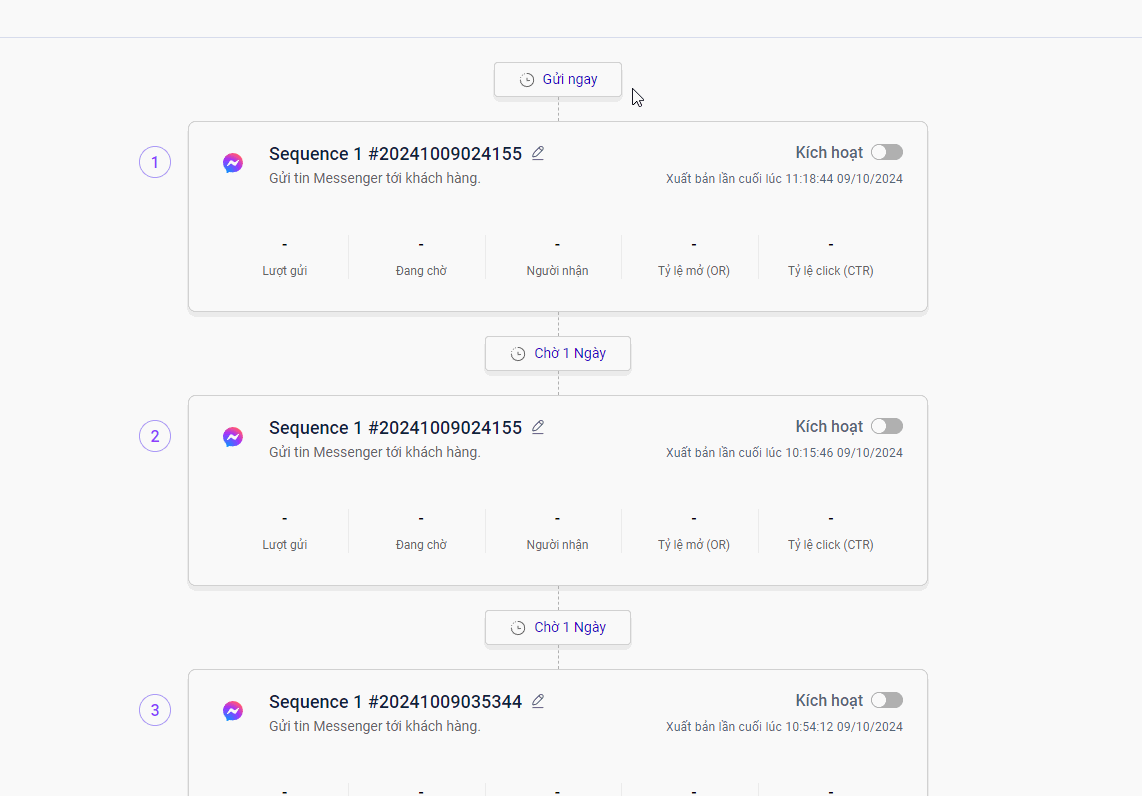 Gửi ngay
1
Sequence 1 #20241009024155
Kích hoạt
Gửi tin Messenger tới khách hàng.
Xuất bản lần cuối lúc 11:18:44 09/10/2024
- - - - -
Lượt gửi Đang chờ Người nhận Tỷ lệ mở (OR) Tỷ lệ click (CTR)
Chờ 1 Ngày
2
Sequence 1 #20241009024155
Kích hoạt
Gửi tin Messenger tới khách hàng.
Xuất bản lần cuối lúc 10:15:46 09/10/2024
- - - - -
Lượt gửi Đang chờ Người nhận Tỷ lệ mở (OR) Tỷ lệ click (CTR)
Chờ 1 Ngày
3
Sequence 1 #20241009035344
Kích hoạt
Gửi tin Messenger tới khách hàng.
Xuất bản lần cuối lúc 10:54:12 09/10/2024
- - - - -